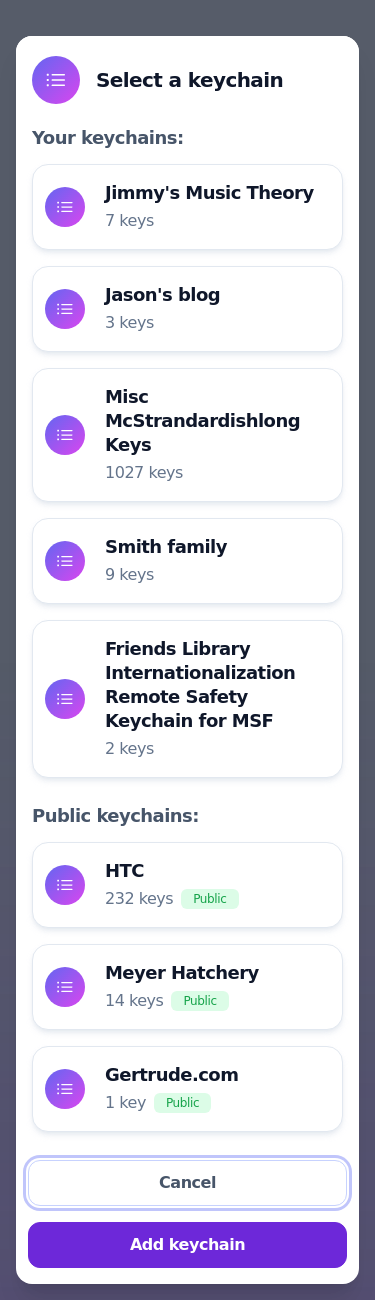 Select a keychain
Your keychains:
Jimmy's Music Theory
7 keys
Jason's blog
3 keys
Misc
McStrandardishlong
Keys
1027 keys
Smith family
9 keys
Friends Library
Internationalization
Remote Safety
Keychain for MSF
2 keys
Public keychains:
HTC
232 keys Public
Meyer Hatchery
14 keys Public
Gertrude.com
1 key Public
Cancel
Add keychain